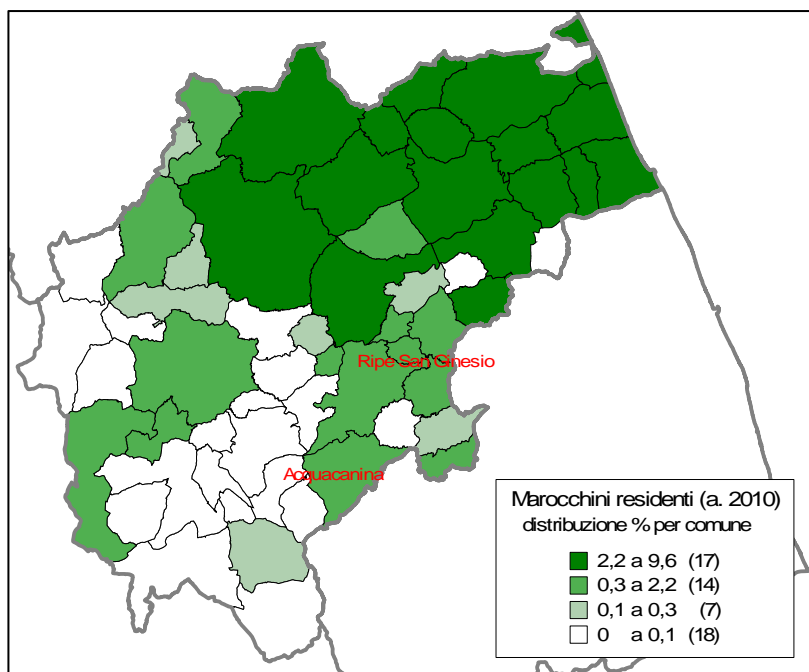 Ripe San Ginesio
Acquacanina
Marocchini residenti (a. 2010)
distribuzione % per comune
2,2 a 9,6 (17)
0,3 a 2,2 (14)
0,1 a 0,3 (7)
0 a 0,1 (18)